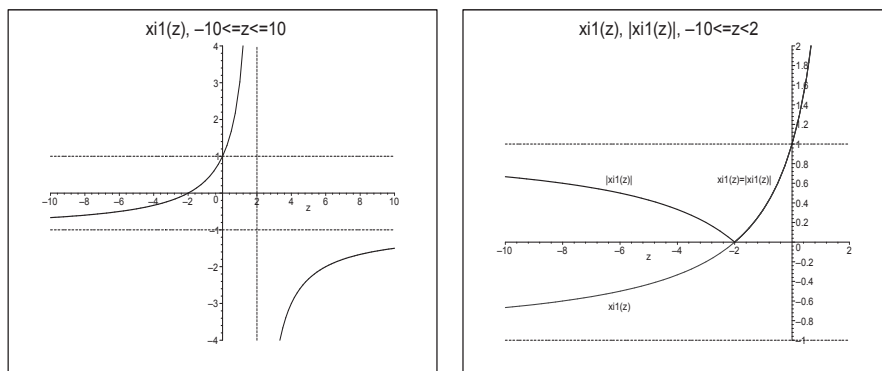 xi1(z), –10<=z<=10
4
3
2
1
–10 –8 –6 –4 –2 0 2 4 6 8 10
z
–1
–2
–3
–4
xi1(z), |xi1(z)|, –10<=z<2
2
1.8
1.6
1.4
1.2
1
0.8
|xi1(z)| xi1(z)=|xi1(z)|
0.6
0.4
0.2
–10 –8 –6 –4 –2 0 2
z
–0.2
–0.4
xi1(z)
–0.6
–0.8
–1